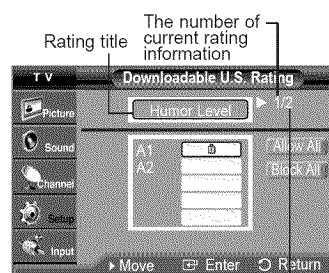 The number of
current rating
information
Rating title
T V
Downloadable U.S. Rating
Humor Level
▶ 1/2
Picture
Sound
Channel
Setup
Input
A1
A2
Allow All
Block All
Move
Enter
Return